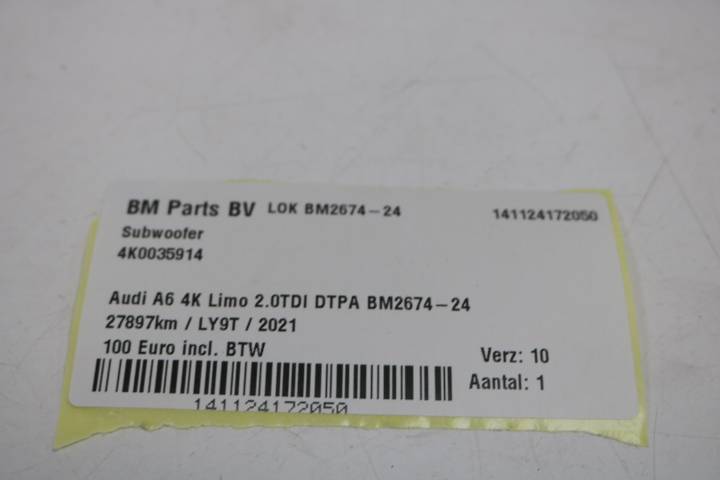 BM Parts BV LOK BM2674-24 141124172050
Subwoofer
4K0035914
Audi A6 4K Limo 2.0TDI DTPA BM2674-24
27897km / LY9T / 2021
100 Euro incl. BTW
Verz: 10
Aantal: 1
141124172050